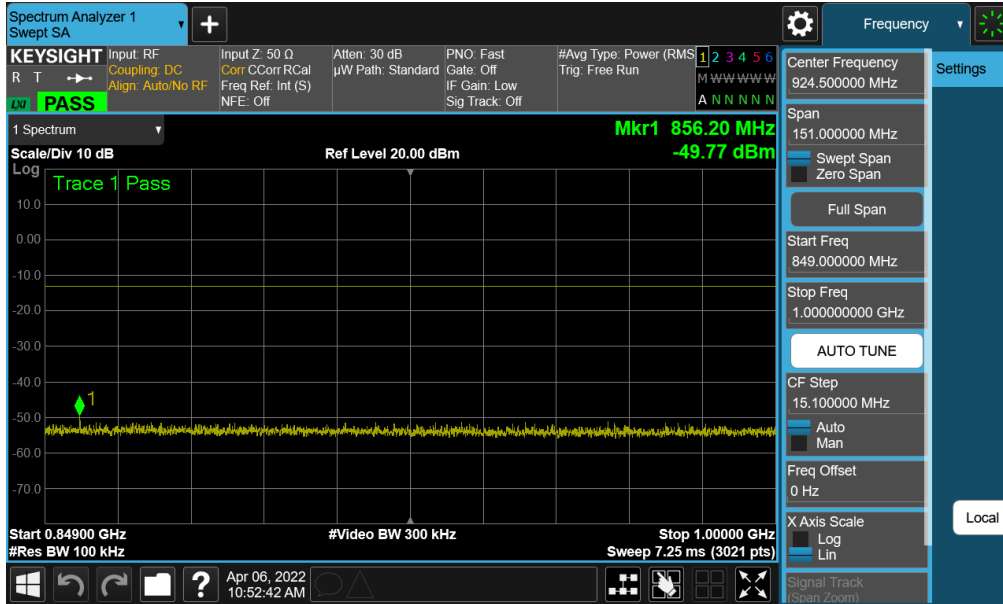 Spectrum Analyzer 1
Swept SA
Frequency
KEYSIGHT
R T
LXI PASS
Input: RF
Coupling: DC
Align: Auto/No RF
Input Z: 50 Ω
Corr CCorr RCal
Freq Ref: Int (S)
NFE: Off
Atten: 30 dB
µW Path: Standard
PNO: Fast
Gate: Off
IF Gain: Low
Sig Track: Off
#Avg Type: Power (RMS
Trig: Free Run
1 2 3 4 5 6
M W W W W W
A N N N N N
1 Spectrum
Scale/Div 10 dB
Ref Level 20.00 dBm
Mkr1 856.20 MHz
-49.77 dBm
Log
Trace 1 Pass
10.0
0.00
-10.0
-20.0
-30.0
-40.0
1
-50.0
-60.0
-70.0
Start 0.84900 GHz
#Video BW 300 kHz
Stop 1.00000 GHz
#Res BW 100 kHz
Sweep 7.25 ms (3021 pts)
?
Apr 06, 2022
10:52:42 AM
Center Frequency
924.500000 MHz
Span
151.000000 MHz
Swept Span
Zero Span
Full Span
Start Freq
849.000000 MHz
Stop Freq
1.000000000 GHz
AUTO TUNE
CF Step
15.100000 MHz
Auto
Man
Freq Offset
0 Hz
X Axis Scale
Log
Lin
Signal Track
(Span Zoom)
Settings
Local